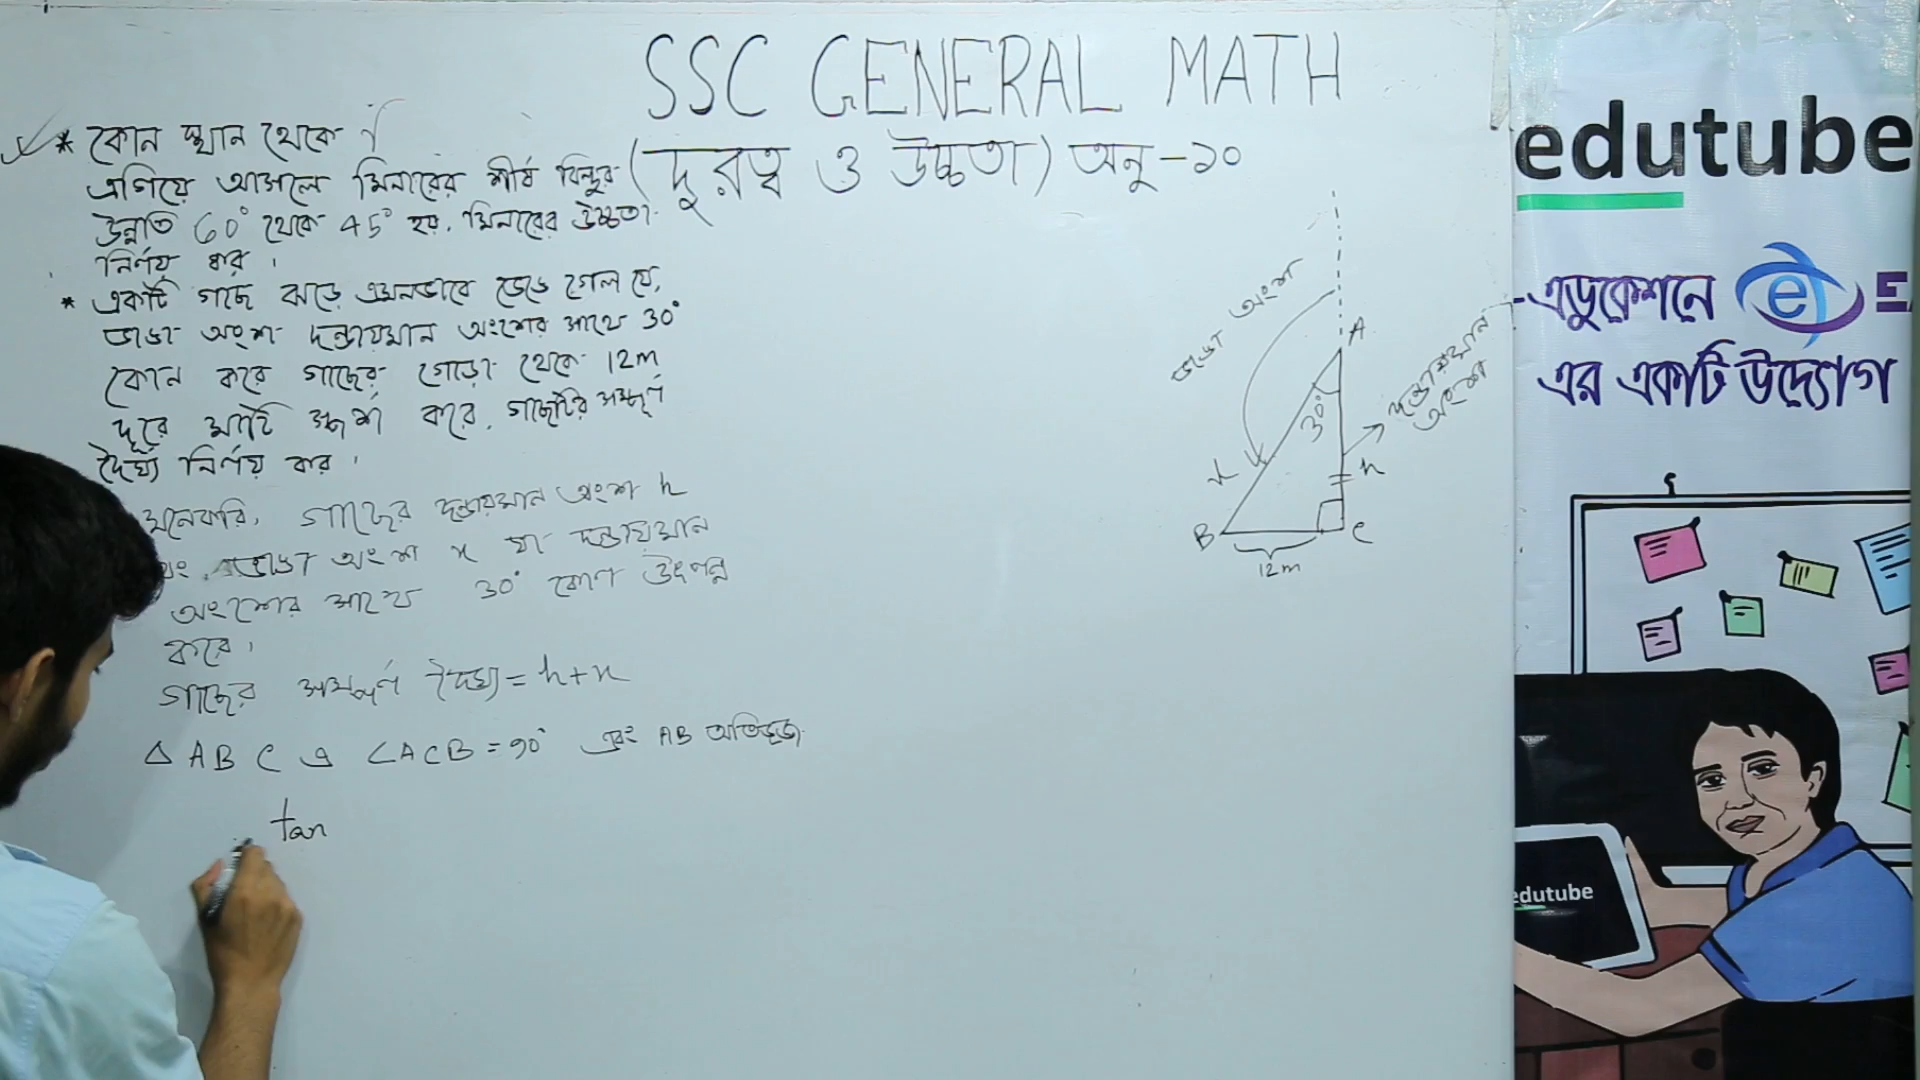 SSC GENERAL MATH
(দূরত্ব ও উচ্চতা) অনু-১০
* কোন স্থান থেকে
এগিয়ে আসলে মিনারের শীর্ষ বিন্দুর
উন্নতি 60° থেকে 45° হয়. মিনারের উচ্চতা
নির্ণয় কর ।
* একটি গাছ ঝড়ে এমনভাবে ভেঙে গেল যে,
ভাঙা অংশ দন্ডায়মান অংশের সাথে 30°
কোন করে গাছের গোড়া থেকে 12m
দূরে মাটি স্পর্শ করে. গাছটির সম্পূর্ণ
দৈর্ঘ্য নির্ণয় কর ।
মনেকরি, গাছের দন্ডায়মান অংশ h
ভাঙা অংশ x যা দন্ডায়মান
অংশের সাথে 30° কোণ উৎপন্ন
করে ।
গাছের সম্পূর্ণ দৈর্ঘ্য = h+x
Δ ABC এ ∠ACB = 90° এবং AB অতিভুজ
tan
ভাঙা অংশ
A
30°
দন্ডায়মান
অংশ
x
h
B
C
12m
edutube
এডুকেশনে e
এর একটি উদ্যোগ
edutube